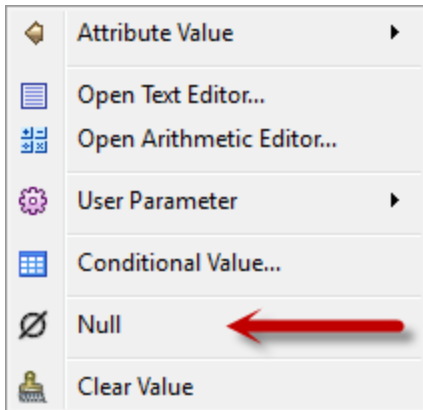 Attribute Value
Open Text Editor...
Open Arithmetic Editor...
User Parameter
Conditional Value...
Null
Clear Value